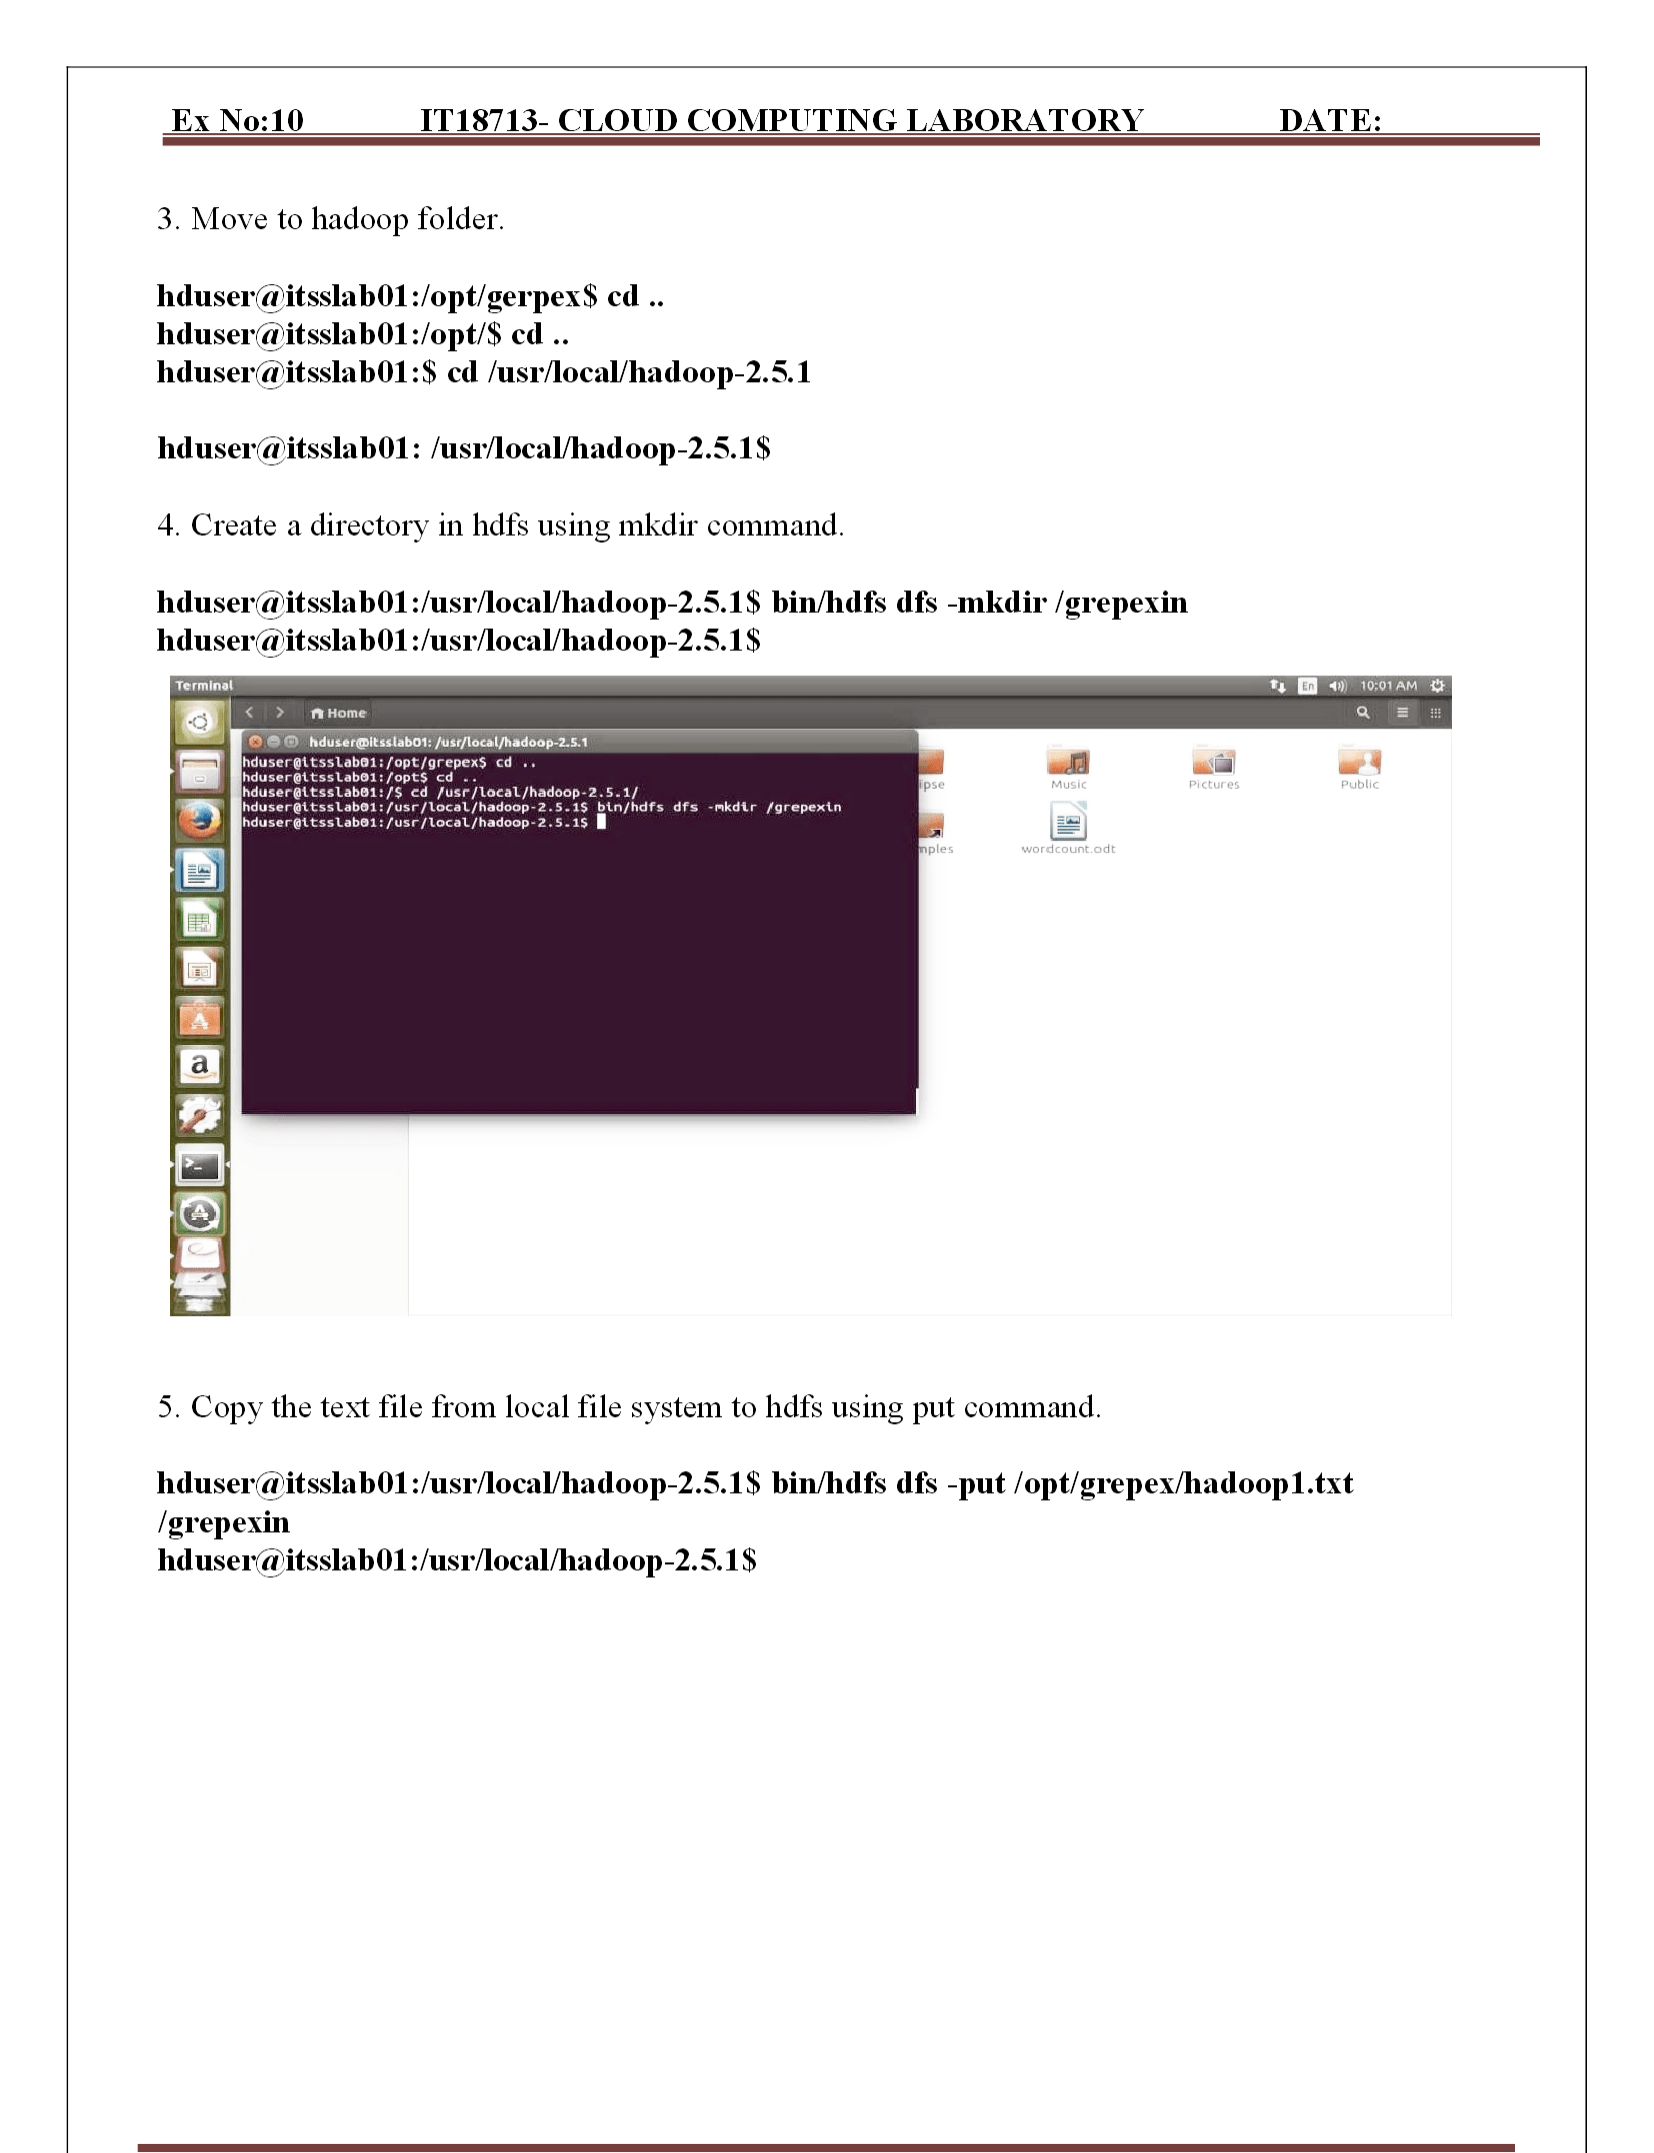 Ex No:10 IT18713- CLOUD COMPUTING LABORATORY DATE:
3. Move to hadoop folder.
hduser@itsslab01:/opt/gerpex$ cd ..
hduser@itsslab01:/opt/$ cd ..
hduser@itsslab01:$ cd /usr/local/hadoop-2.5.1
hduser@itsslab01: /usr/local/hadoop-2.5.1$
4. Create a directory in hdfs using mkdir command.
hduser@itsslab01:/usr/local/hadoop-2.5.1$ bin/hdfs dfs -mkdir /grepexin
hduser@itsslab01:/usr/local/hadoop-2.5.1$
Terminal En 10:01 AM
Home
hduser@itsslab01: /usr/local/hadoop-2.5.1
hduser@itsslab01:/opt/grepex$ cd ..
hduser@itsslab01:/opt$ cd ..
hduser@itsslab01:/$ cd /usr/local/hadoop-2.5.1/
hduser@itsslab01:/usr/local/hadoop-2.5.1$ bin/hdfs dfs -mkdir /grepexin
hduser@itsslab01:/usr/local/hadoop-2.5.1$
ipse Music Pictures Public
mples wordcount.odt
5. Copy the text file from local file system to hdfs using put command.
hduser@itsslab01:/usr/local/hadoop-2.5.1$ bin/hdfs dfs -put /opt/grepex/hadoop1.txt
/grepexin
hduser@itsslab01:/usr/local/hadoop-2.5.1$